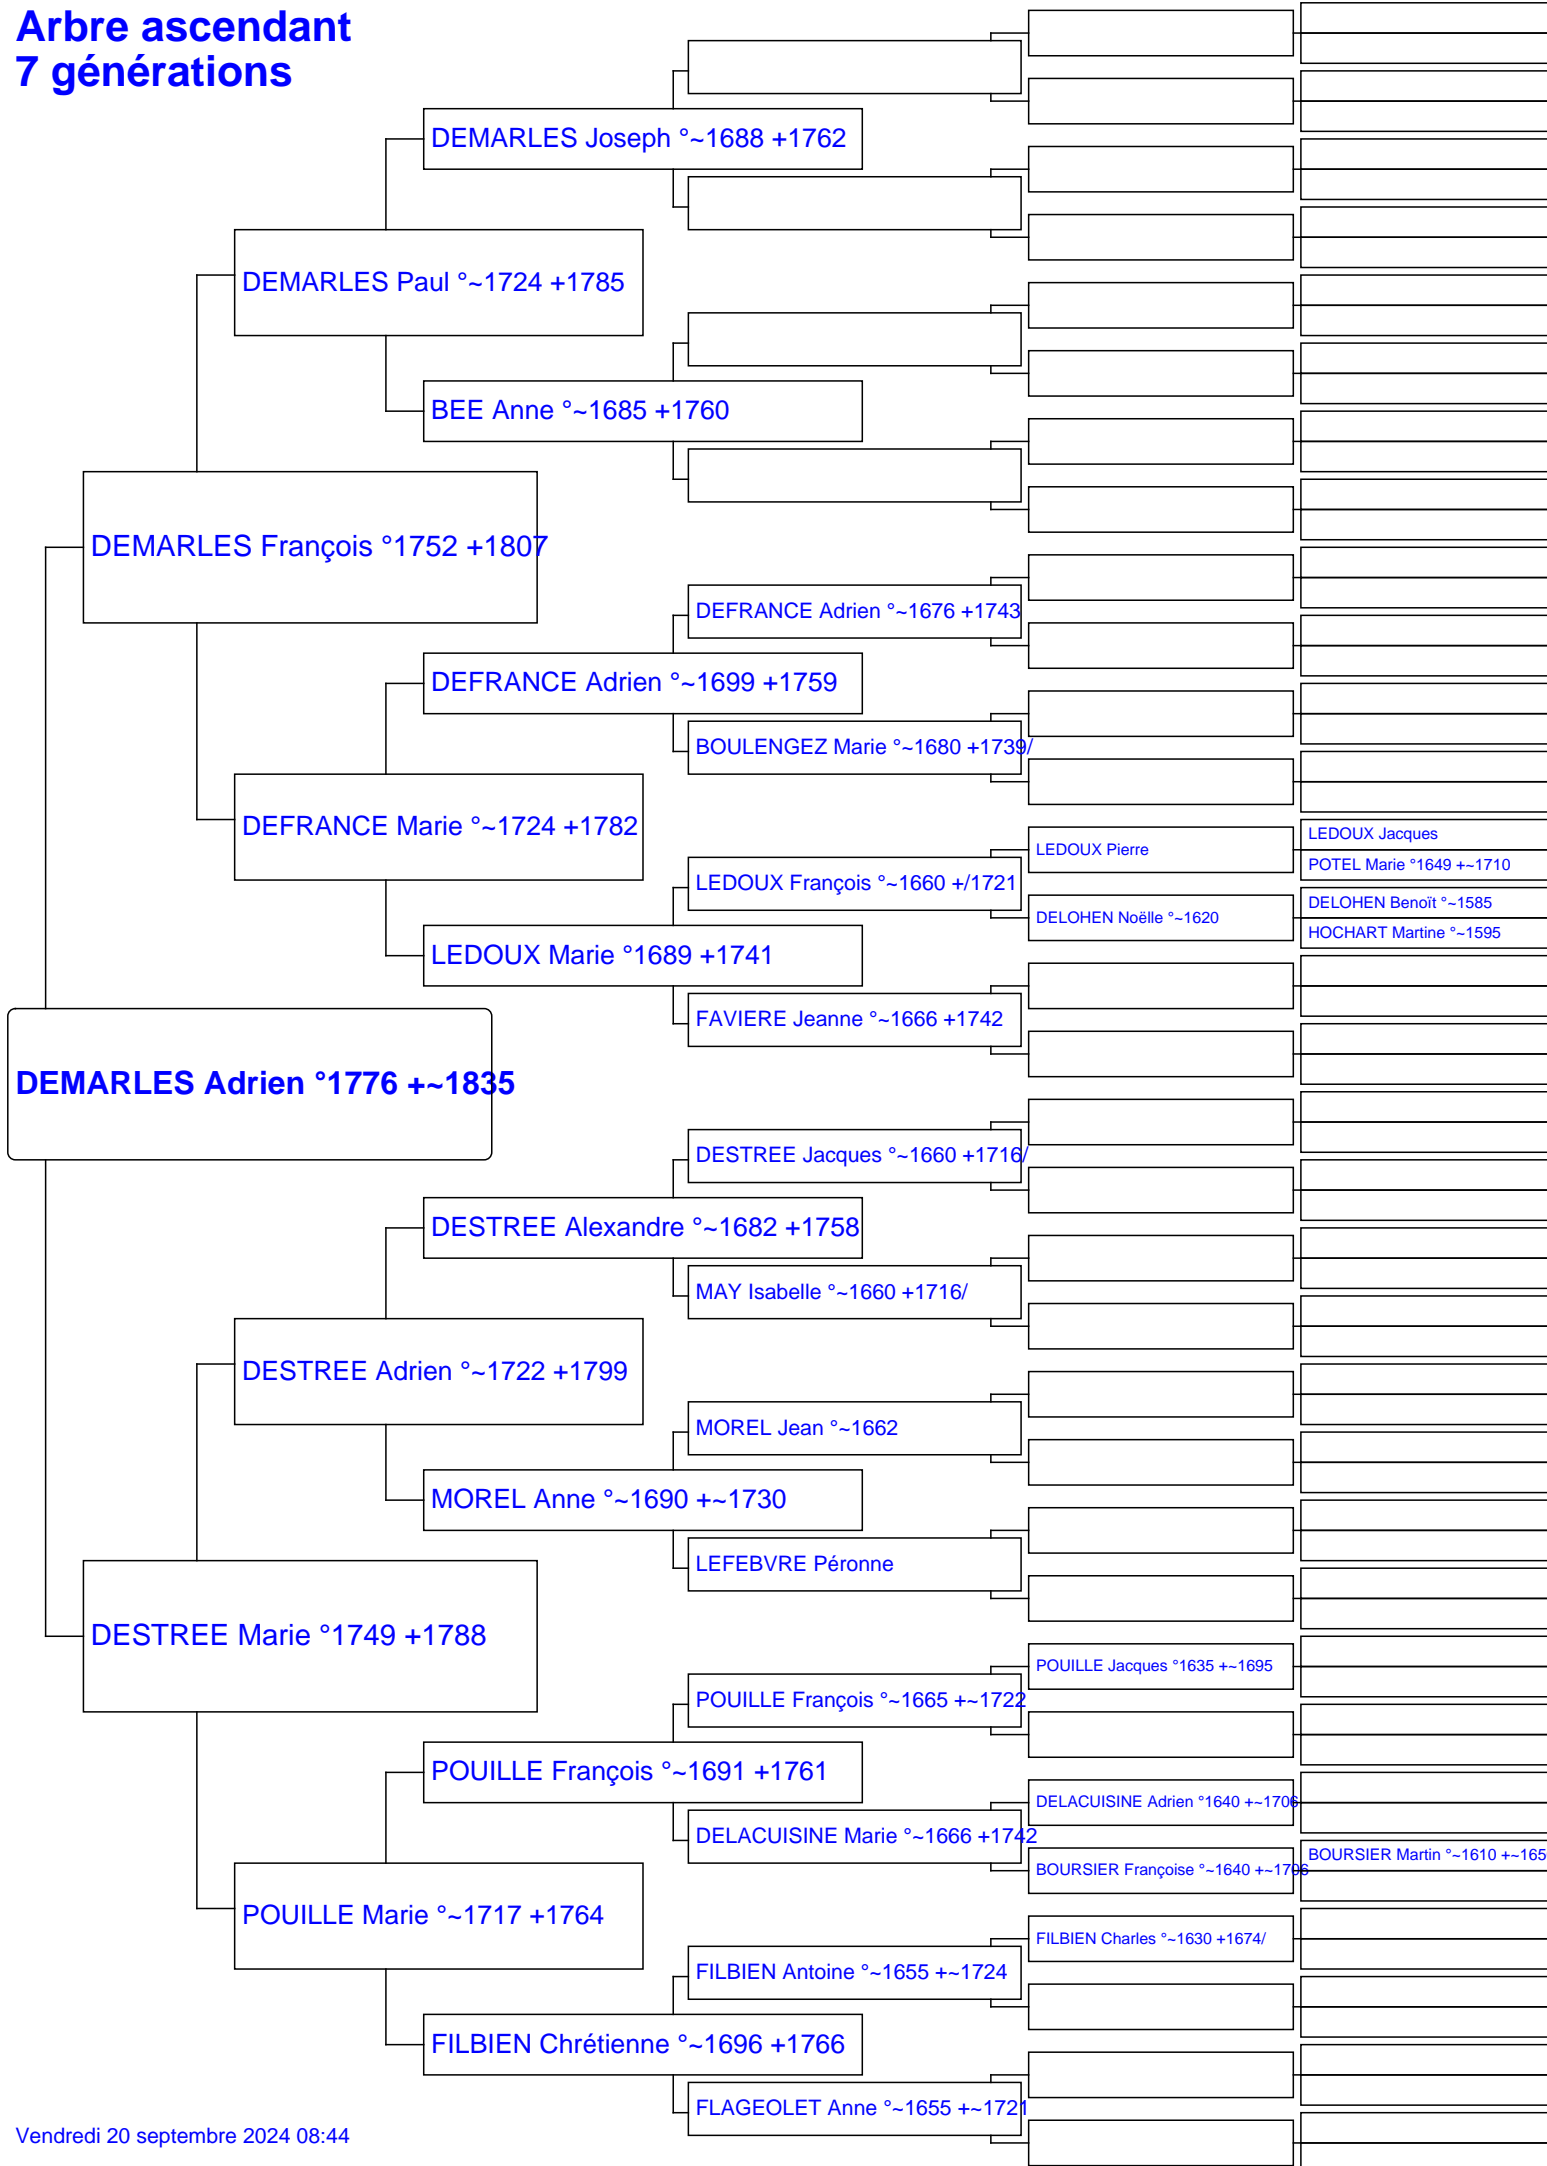 Arbre ascendant
7 générations
DEMARLES Joseph °~1688 +1762
DEMARLES Paul °~1724 +1785
BEE Anne °~1685 +1760
DEMARLES François °1752 +1807
DEFRANCE Adrien °~1676 +1743
DEFRANCE Adrien °~1699 +1759
BOULENGEZ Marie °~1680 +1739/
DEFRANCE Marie °~1724 +1782
LEDOUX Jacques
LEDOUX Pierre
POTEL Marie °1649 +~1710
LEDOUX François °~1660 +/1721
DELOHEN Benoït °~1585
DELOHEN Noëlle °~1620
HOCHART Martine °~1595
LEDOUX Marie °1689 +1741
FAVIERE Jeanne °~1666 +1742
DEMARLES Adrien °1776 +~1835
DESTREE Jacques °~1660 +1716/
DESTREE Alexandre °~1682 +1758
MAY Isabelle °~1660 +1716/
DESTREE Adrien °~1722 +1799
MOREL Jean °~1662
MOREL Anne °~1690 +~1730
LEFEBVRE Péronne
DESTREE Marie °1749 +1788
POUILLE Jacques °1635 +~1695
POUILLE François °~1665 +~1722
POUILLE François °~1691 +1761
DELACUISINE Adrien °1640 +~1706
DELACUISINE Marie °~1666 +1742
BOURSIER Martin °~1610 +~165
BOURSIER Françoise °~1640 +~1706
POUILLE Marie °~1717 +1764
FILBIEN Charles °~1630 +1674/
FILBIEN Antoine °~1655 +~1724
FILBIEN Chrétienne °~1696 +1766
FLAGEOLET Anne °~1655 +~1721
Vendredi 20 septembre 2024 08:44